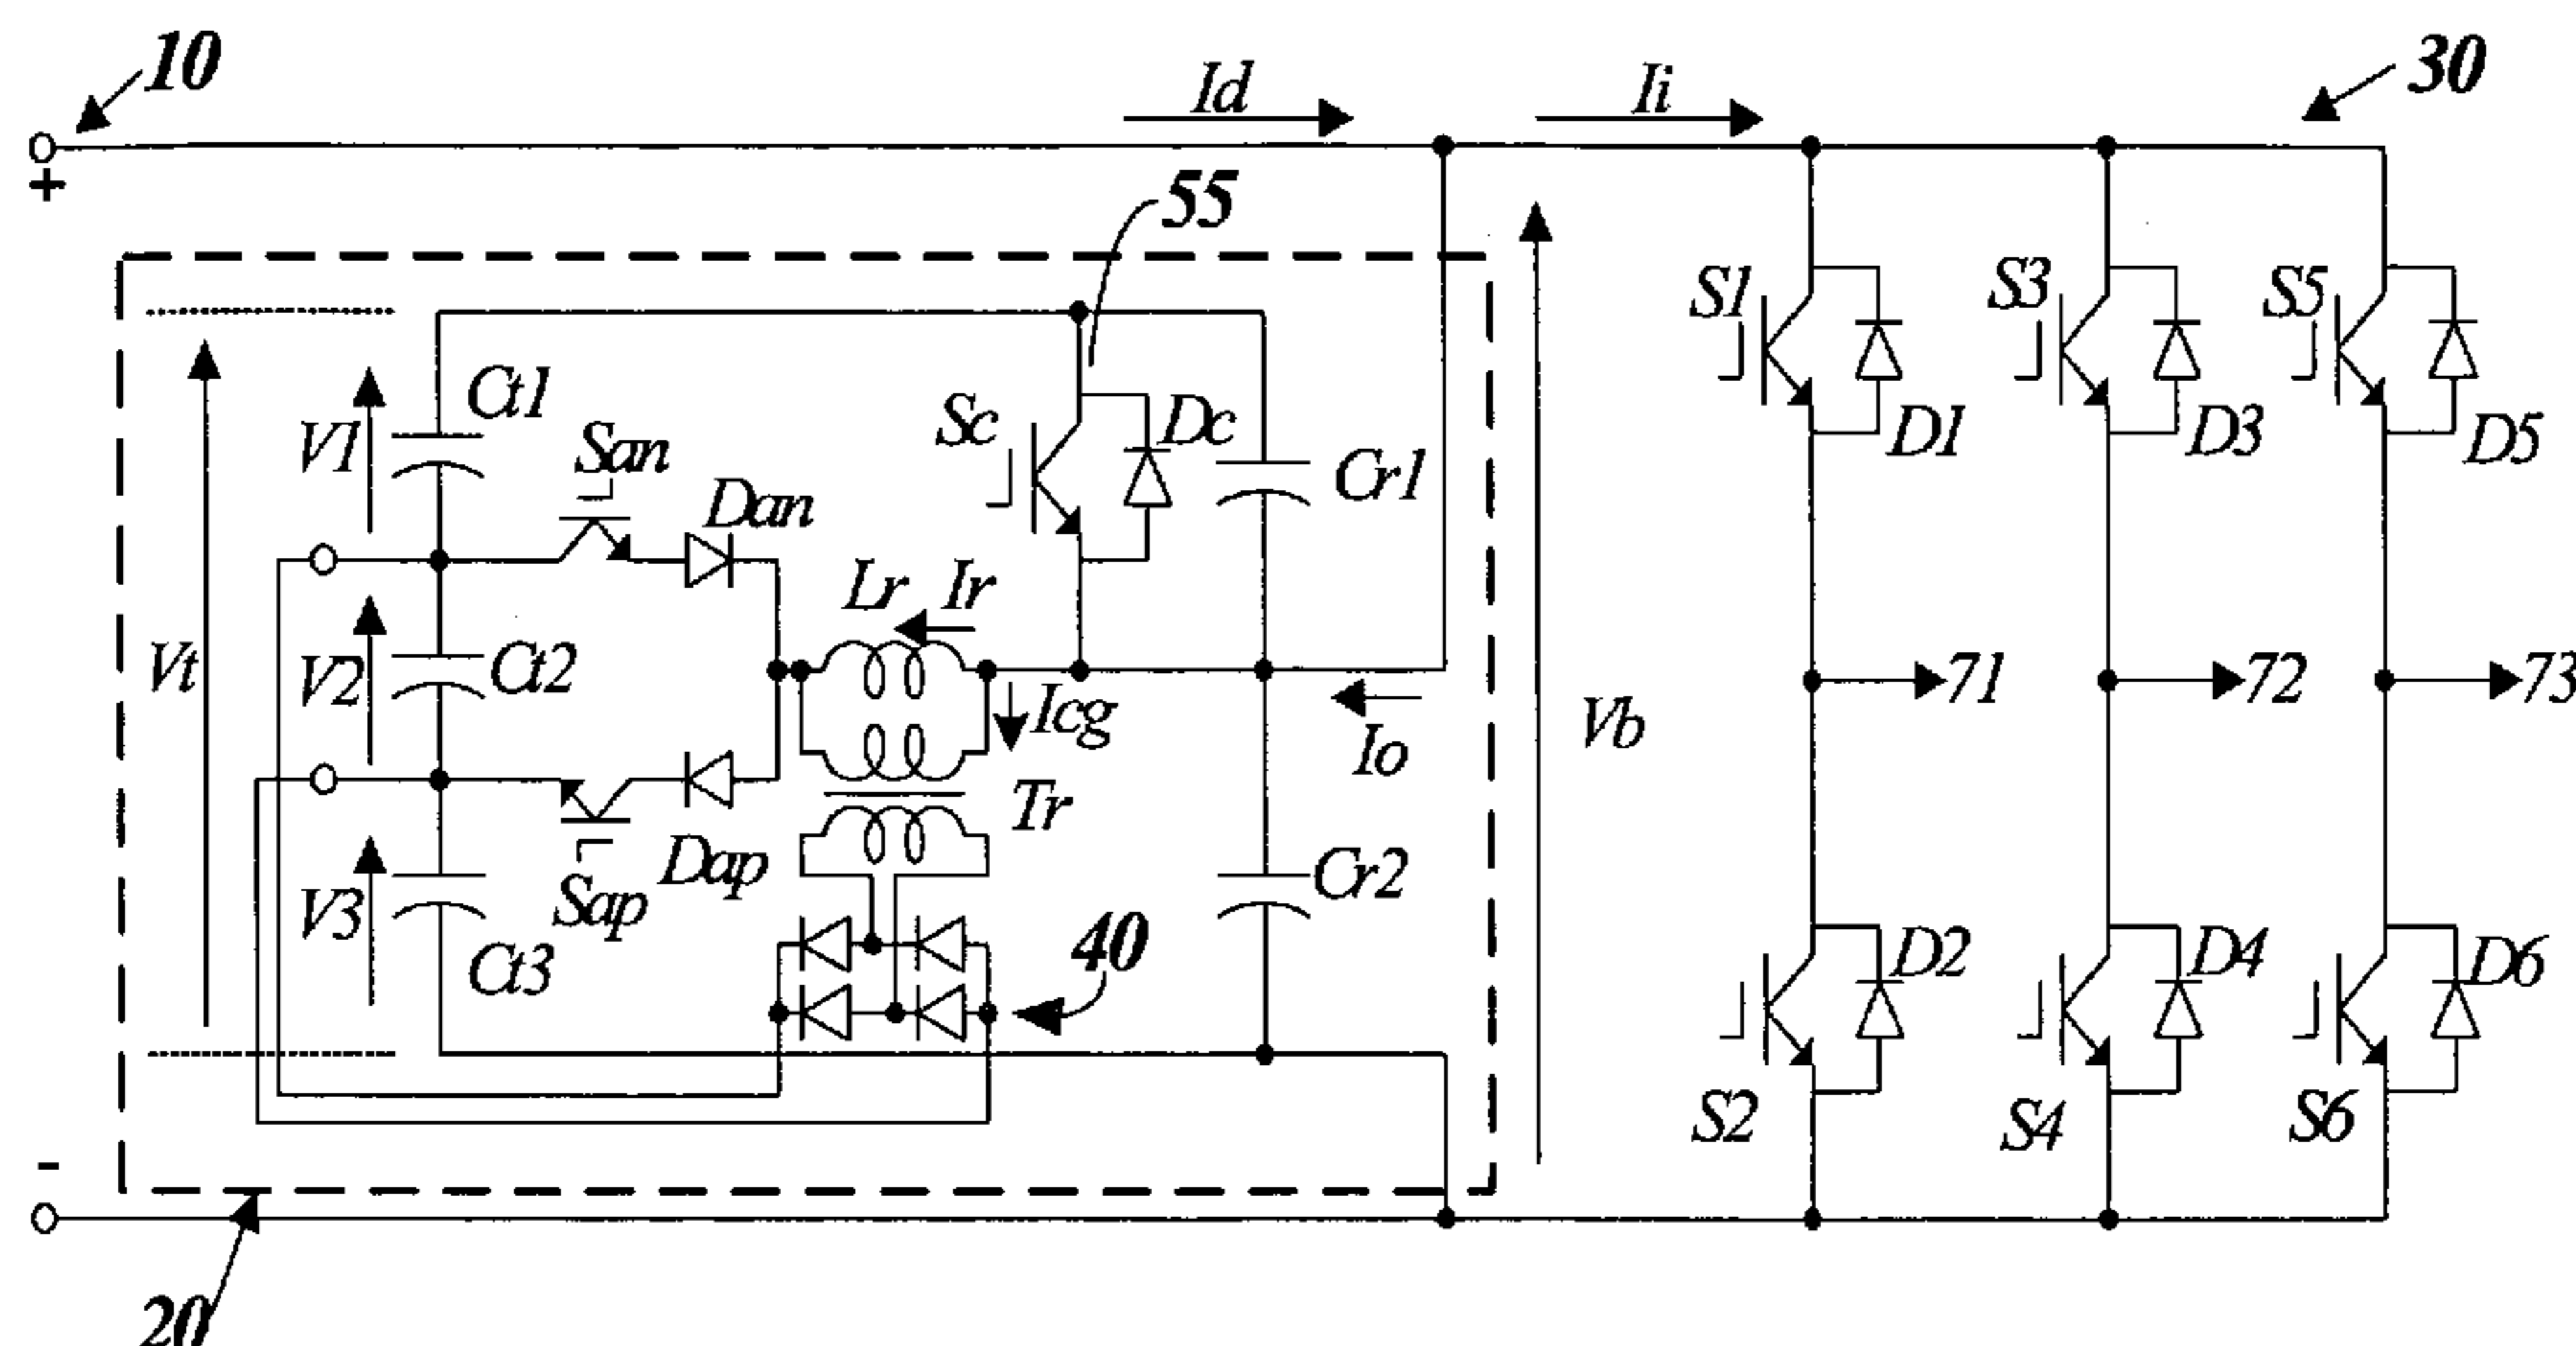 10
Id
Ii
30
+
55
S1
S3
S5
Ct1
V1
San
Sc
Dc
Dan
Cr1
D1
D3
D5
Lr
Ir
Vt
V2
Ct2
Icg
Io
Vb
71
72
73
Tr
Dap
Sap
V3
Cr2
Ct3
40
D2
D4
D6
S2
S4
S6
-
20